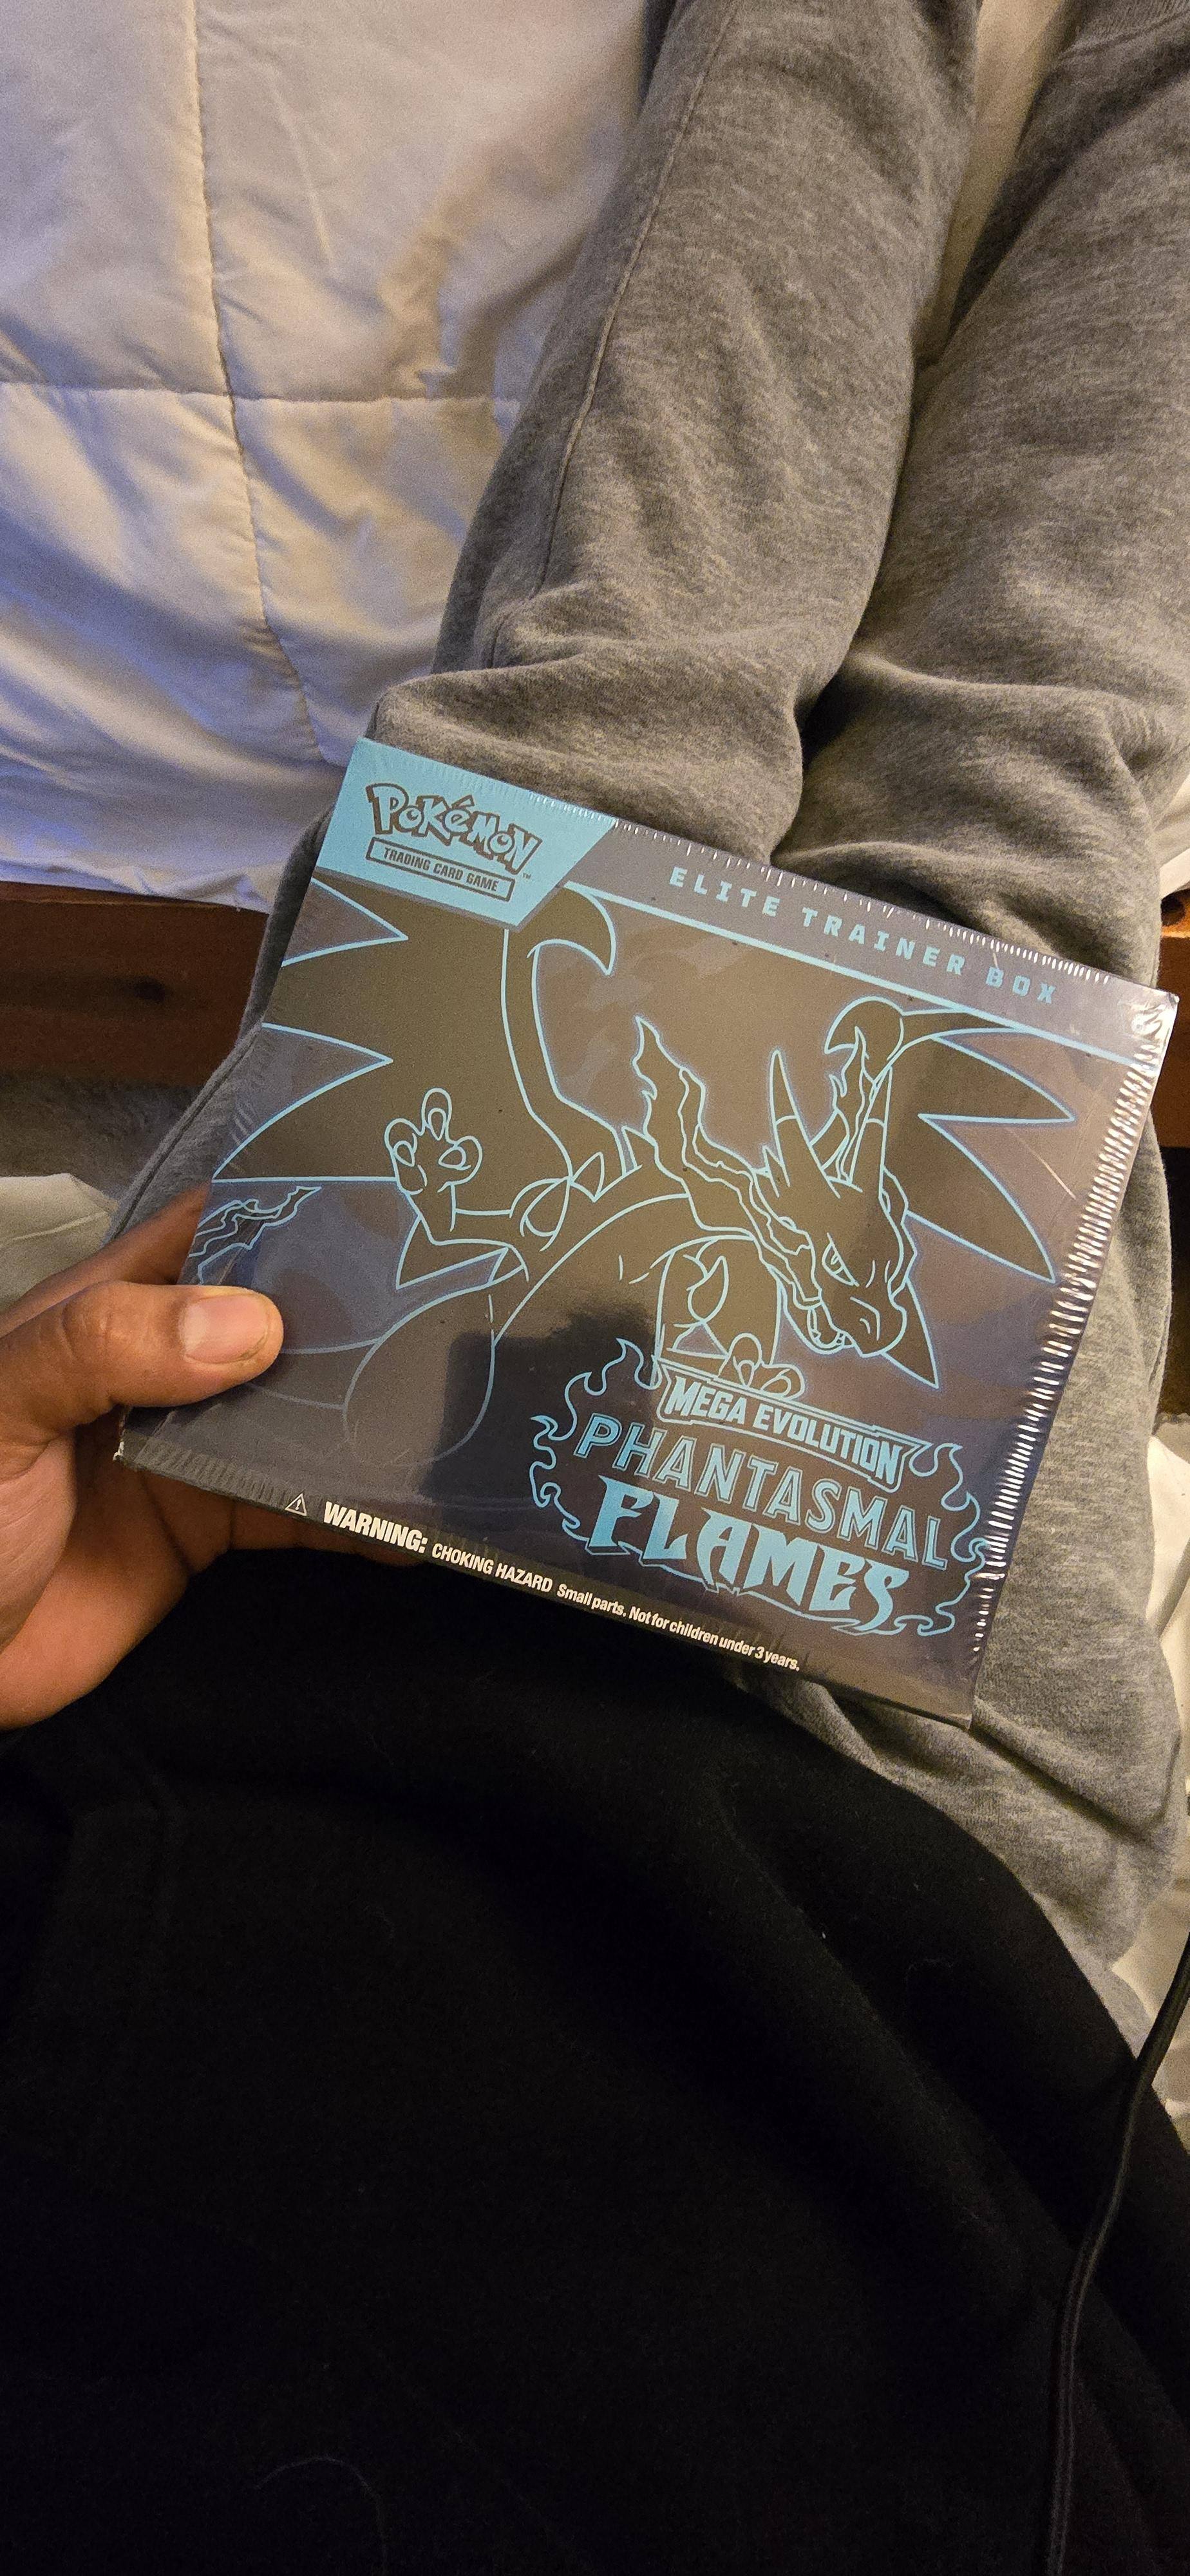 POKéMON
TRADING CARD GAME
™
ELITE TRAINER BOX
MEGA EVOLUTION
PHANTASMAL
FLAMES
WARNING: CHOKING HAZARD Small parts. Not for children under 3 years.